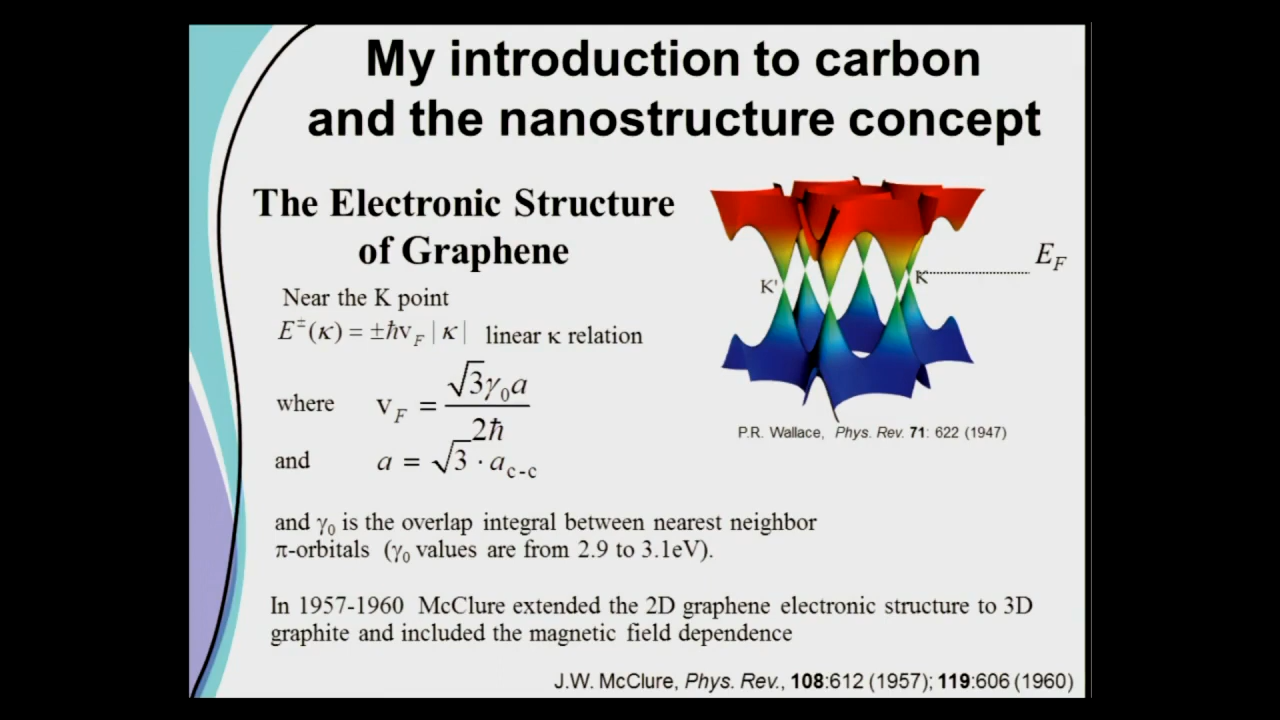 My introduction to carbon
and the nanostructure concept
The Electronic Structure
of Graphene
Near the K point
E±(κ) = ±ħv_F | κ | linear κ relation
where v_F = √3γ₀a / 2ħ
and a = √3 · a_c-c
K'
K
E_F
P.R. Wallace, Phys. Rev. 71: 622 (1947)
and γ₀ is the overlap integral between nearest neighbor
π-orbitals (γ₀ values are from 2.9 to 3.1eV).
In 1957-1960 McClure extended the 2D graphene electronic structure to 3D
graphite and included the magnetic field dependence
J.W. McClure, Phys. Rev., 108:612 (1957); 119:606 (1960)